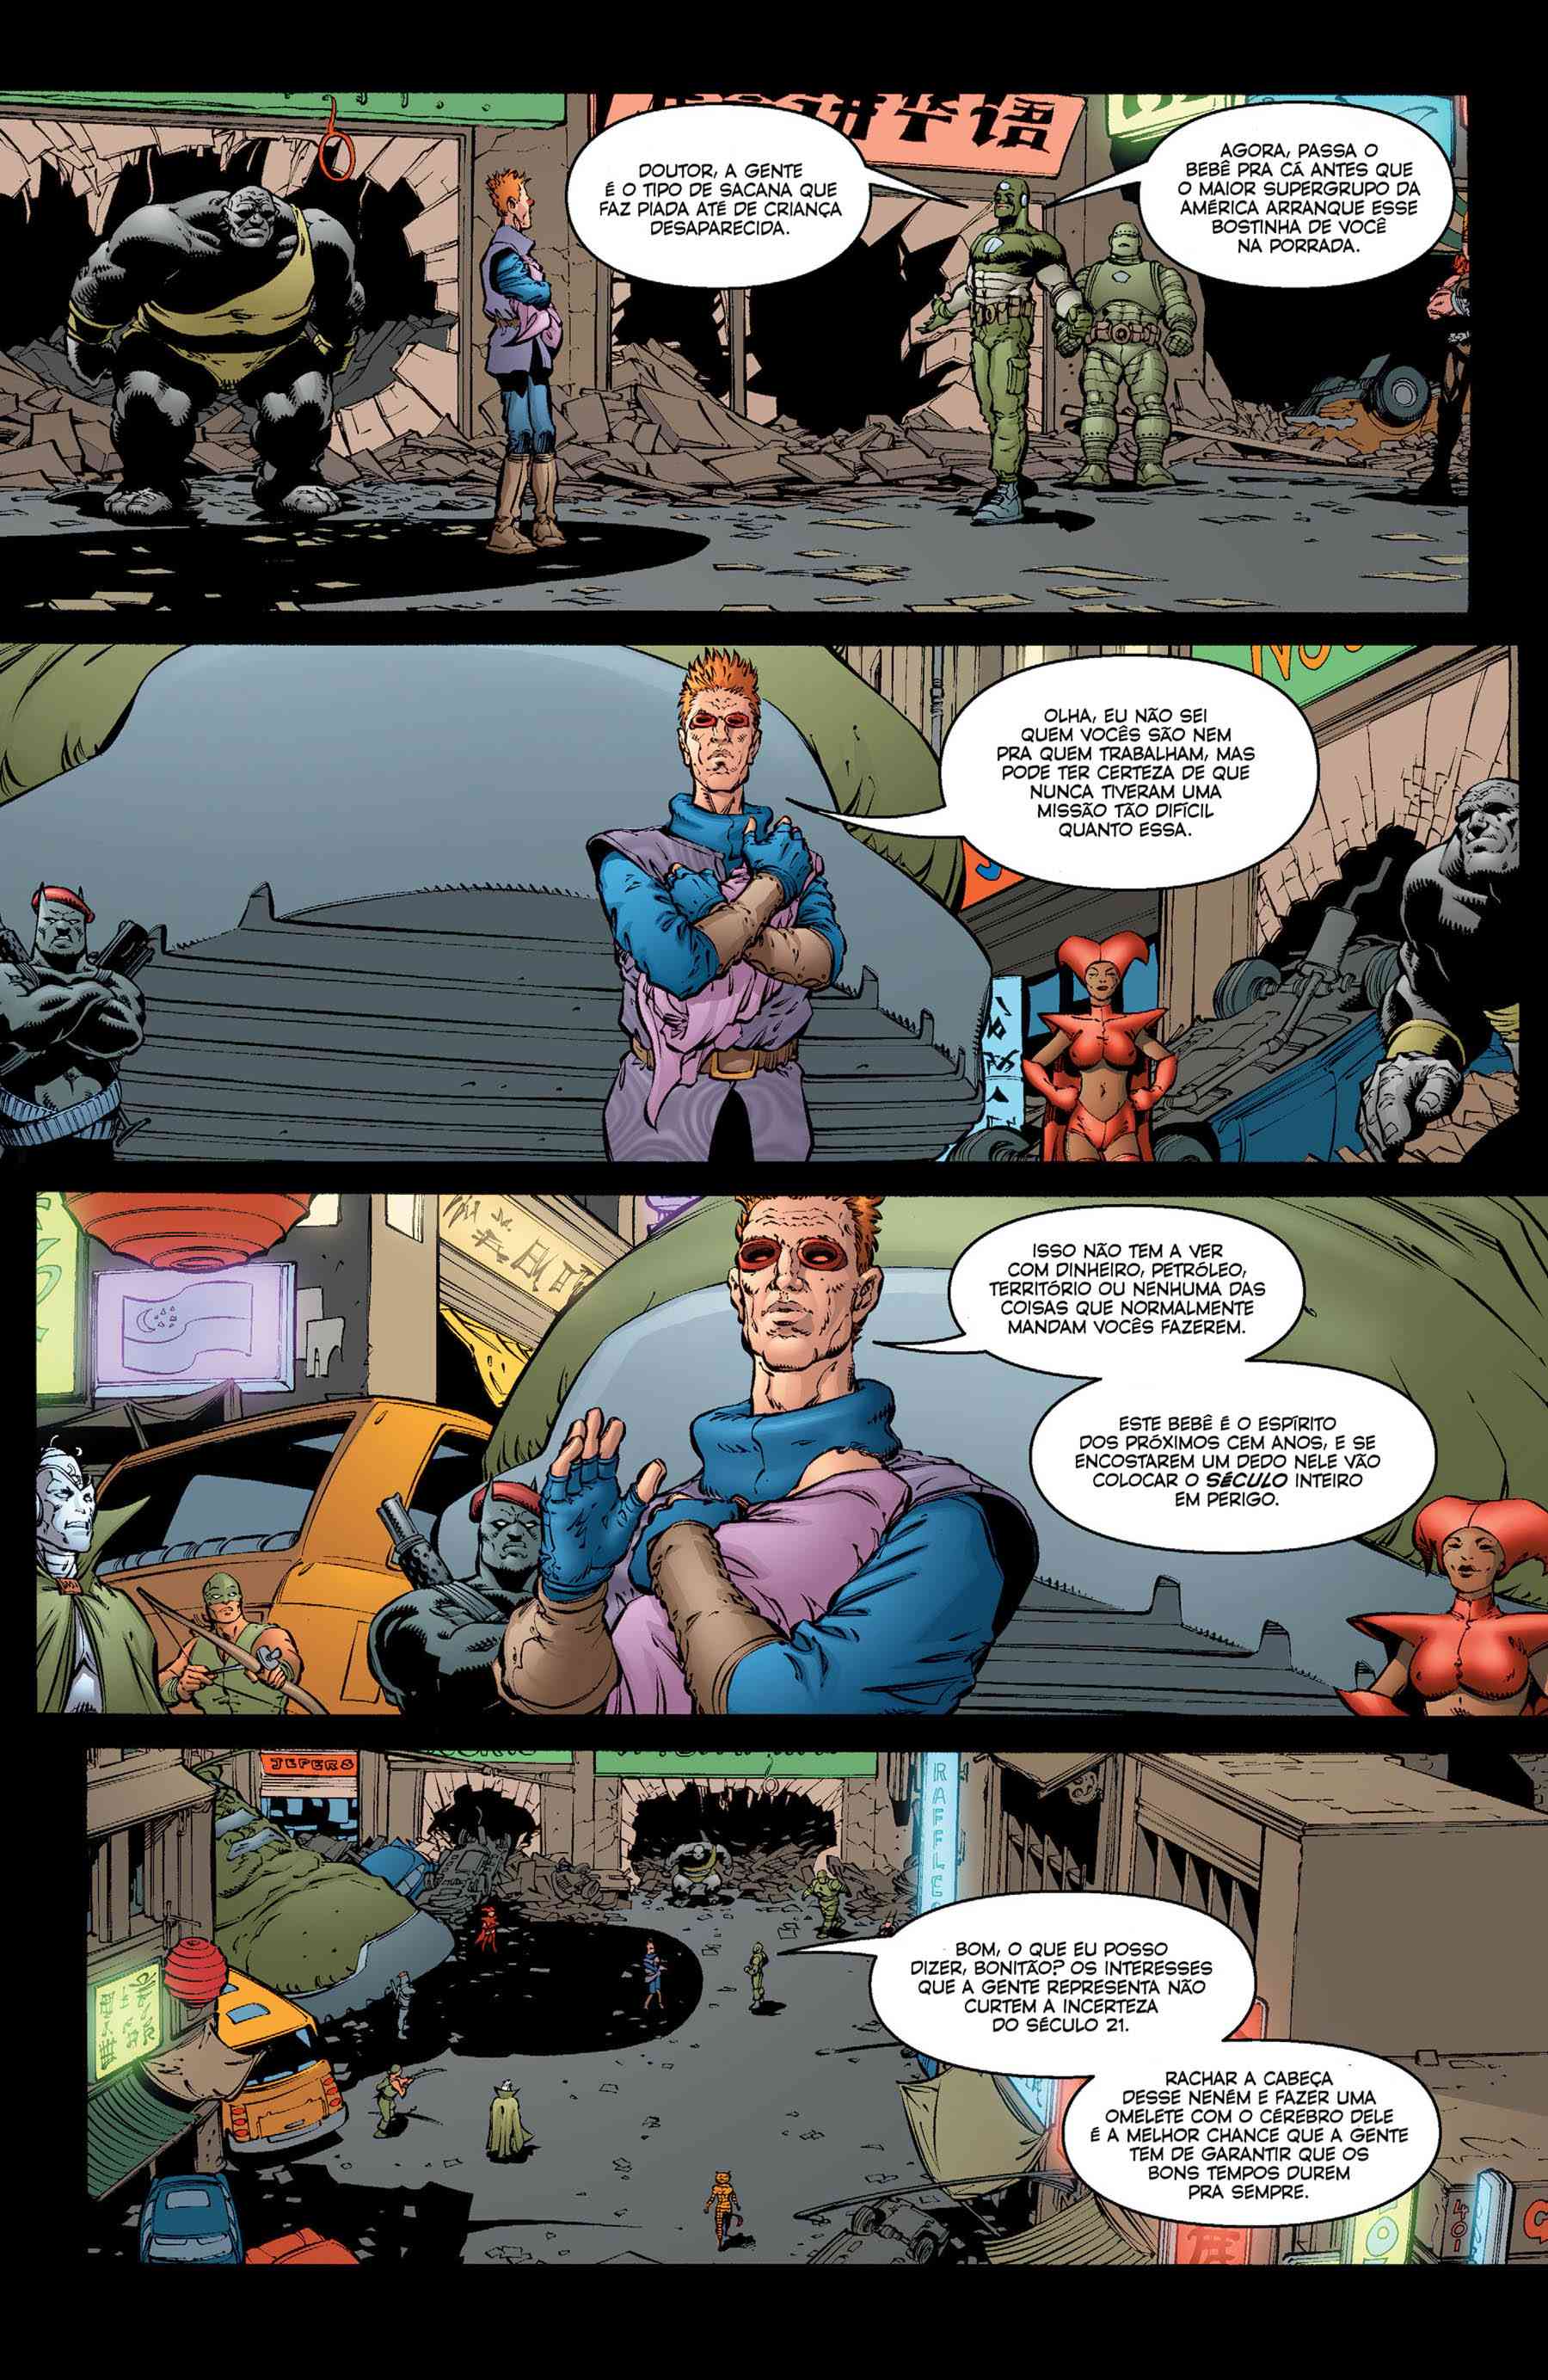 华语
DOUTOR, A GENTE
É O TIPO DE SACANA QUE
FAZ PIADA ATÉ DE CRIANÇA
DESAPARECIDA.
AGORA, PASSA O
BEBÊ PRA CÁ ANTES QUE
O MAIOR SUPERGRUPO DA
AMÉRICA ARRANQUE ESSE
BOSTINHA DE VOCÊ
NA PORRADA.
OLHA, EU NÃO SEI
QUEM VOCÊS SÃO NEM
PRA QUEM TRABALHAM, MAS
PODE TER CERTEZA DE QUE
NUNCA TIVERAM UMA
MISSÃO TÃO DIFÍCIL
QUANTO ESSA.
ISSO NÃO TEM A VER
COM DINHEIRO, PETRÓLEO,
TERRITÓRIO OU NENHUMA DAS
COISAS QUE NORMALMENTE
MANDAM VOCÊS FAZEREM.
ESTE BEBÊ É O ESPÍRITO
DOS PRÓXIMOS CEM ANOS, E SE
ENCOSTAREM UM DEDO NELE VÃO
COLOCAR O SÉCULO INTEIRO
EM PERIGO.
JEPERS
RAFFLES
BOM, O QUE EU POSSO
DIZER, BONITÃO? OS INTERESSES
QUE A GENTE REPRESENTA NÃO
CURTEM A INCERTEZA
DO SÉCULO 21.
RACHAR A CABEÇA
DESSE NENÉM E FAZER UMA
OMELETE COM O CÉREBRO DELE
É A MELHOR CHANCE QUE A GENTE
TEM DE GARANTIR QUE OS
BONS TEMPOS DUREM
PRA SEMPRE.
401